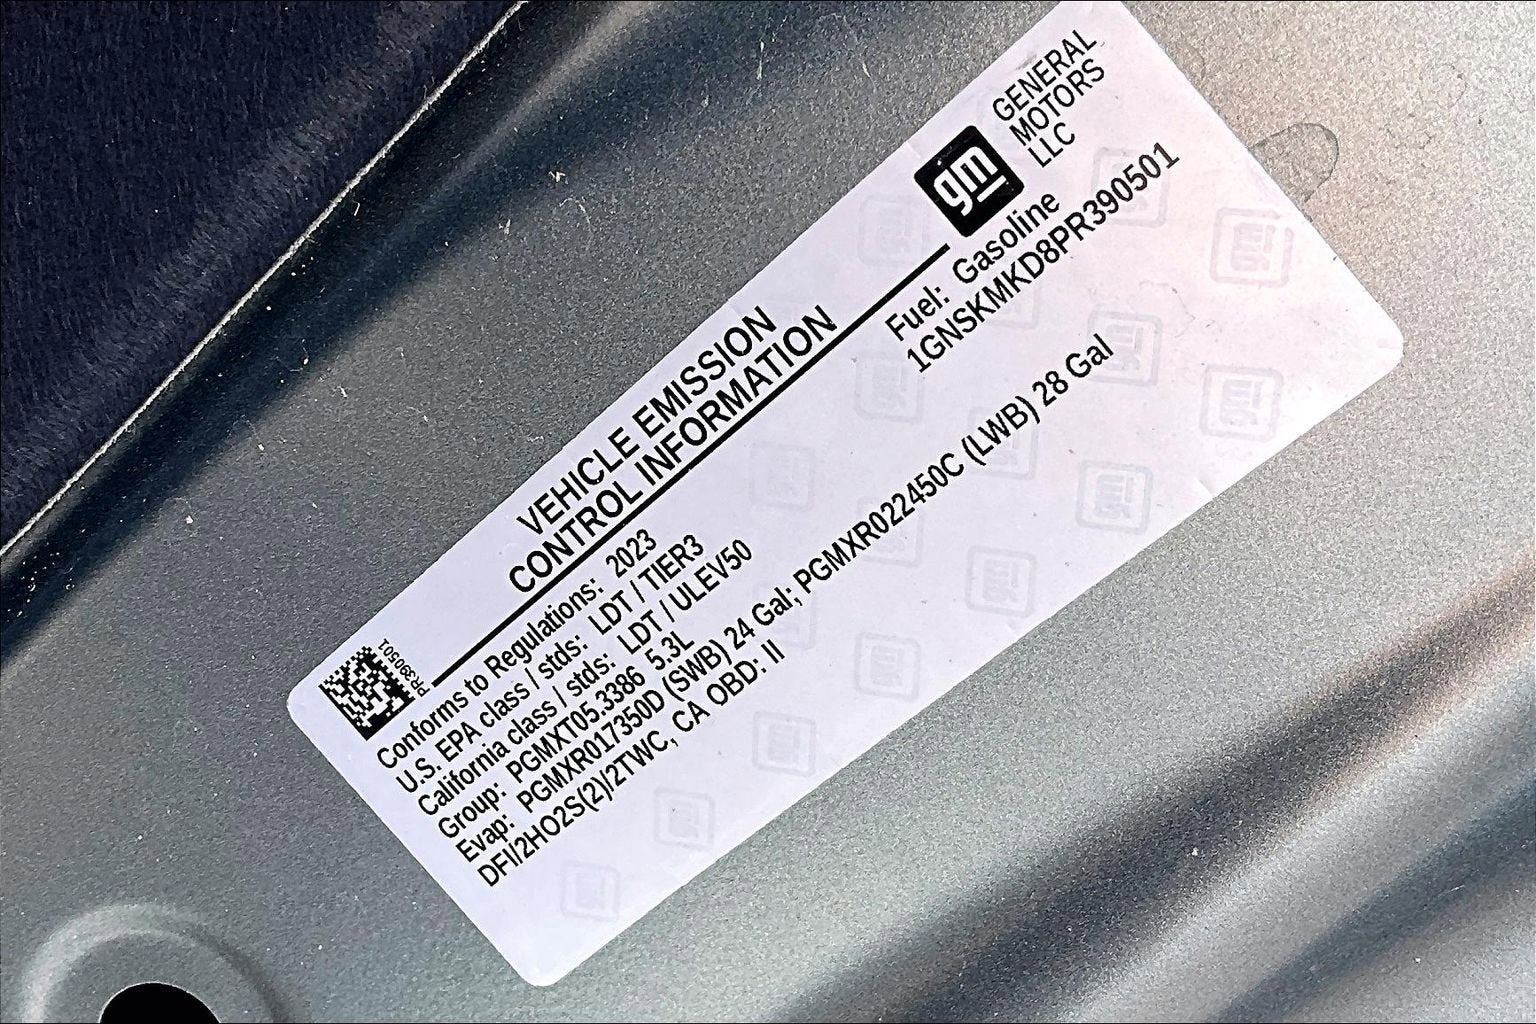 VEHICLE EMISSION
CONTROL INFORMATION
gm
GENERAL
MOTORS
LLC
PR390501
Fuel: Gasoline
1GNSKMKD8PR390501
Conforms to Regulations: 2023
U.S. EPA class / stds: LDT / TIER3
California class / stds: LDT / ULEV50
Group: PGMXT05.3386 5.3L
Evap: PGMXR017350D (SWB) 24 Gal; PGMXR022450C (LWB) 28 Gal
DFI/2HO2S(2)/2TWC, CA OBD: II